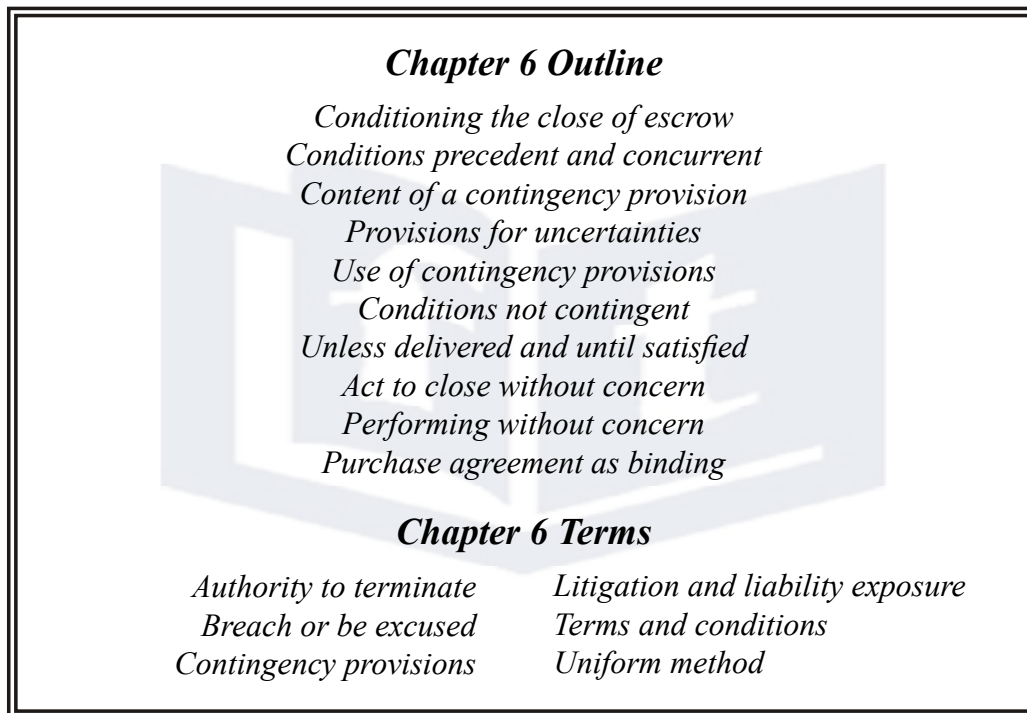 Chapter 6 Outline
Conditioning the close of escrow
Conditions precedent and concurrent
Content of a contingency provision
Provisions for uncertainties
Use of contingency provisions
Conditions not contingent
Unless delivered and until satisfied
Act to close without concern
Performing without concern
Purchase agreement as binding
Chapter 6 Terms
Authority to terminate
Breach or be excused
Contingency provisions
Litigation and liability exposure
Terms and conditions
Uniform method